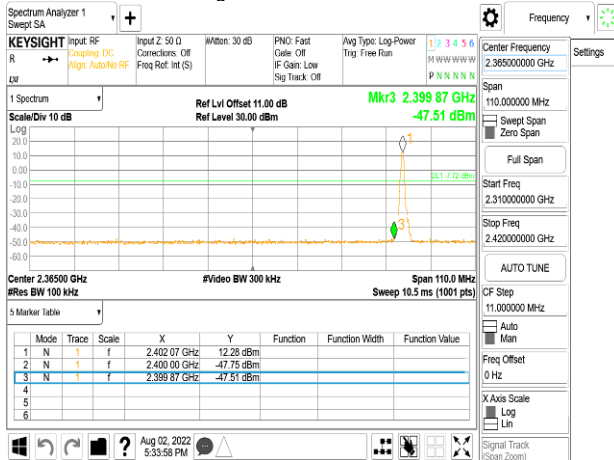 Spectrum Analyzer 1
Swept SA
+
Frequency
KEYSIGHT
R
Input: RF
Coupling: DC
Align: Auto/No RF
Input Z: 50 Ω
Corrections: Off
Freq Ref: Int (S)
#Atten: 30 dB
PNO: Fast
Gate: Off
IF Gain: Low
Sig Track: Off
Avg Type: Log-Power
Trig: Free Run
1 2 3 4 5 6
M W W W W W
P N N N N N
1 Spectrum
Scale/Div 10 dB
Ref Lvl Offset 11.00 dB
Ref Level 30.00 dBm
Mkr3 2.399 87 GHz
-47.51 dBm
Log
20.0
10.0
0.00
-10.0
-20.0
-30.0
-40.0
-50.0
-60.0
1
DL1 -7.72 dBm
3
Center 2.36500 GHz
#Res BW 100 kHz
#Video BW 300 kHz
Span 110.0 MHz
Sweep 10.5 ms (1001 pts)
5 Marker Table
Mode Trace Scale X Y Function Function Width Function Value
1 N 1 f 2.402 07 GHz 12.28 dBm
2 N 1 f 2.400 00 GHz -47.75 dBm
3 N 1 f 2.399 87 GHz -47.51 dBm
4
5
6
?
Aug 02, 2022
5:33:58 PM
Center Frequency
2.365000000 GHz
Settings
Span
110.000000 MHz
Swept Span
Zero Span
Full Span
Start Freq
2.310000000 GHz
Stop Freq
2.420000000 GHz
AUTO TUNE
CF Step
11.000000 MHz
Auto
Man
Freq Offset
0 Hz
X Axis Scale
Log
Lin
Signal Track
(Span Zoom)